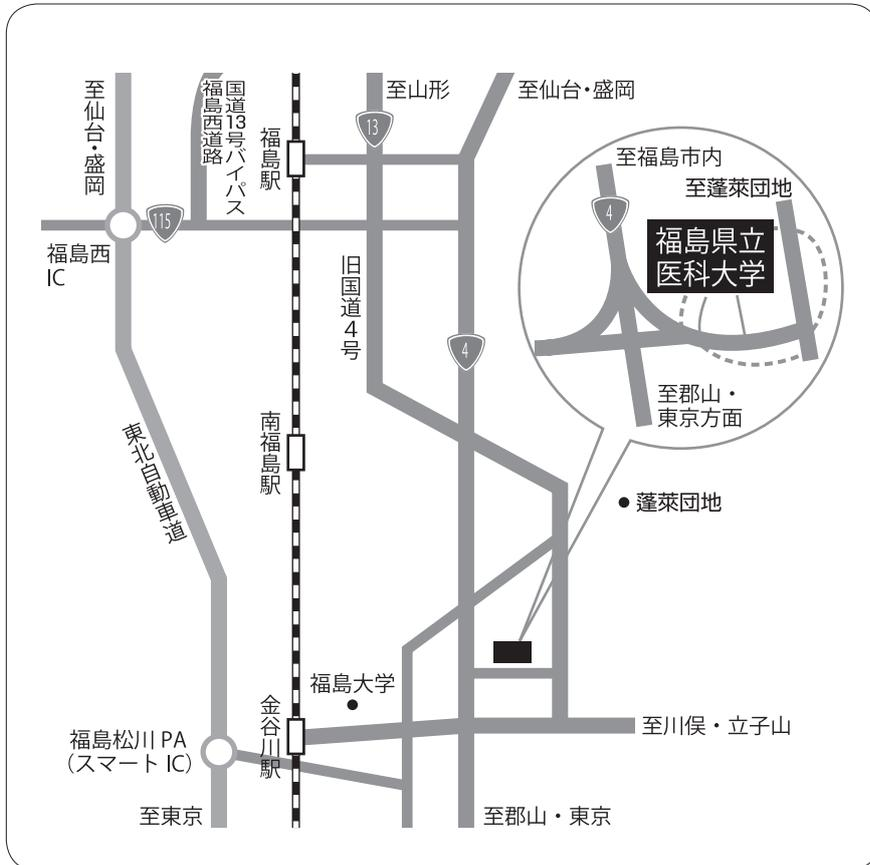 至仙台・盛岡
国道13号バイパス
福島西道路
福島駅
至山形
13
至仙台・盛岡
至福島市内
至蓬萊団地
4
福島県立
医科大学
115
福島西
IC
旧国道4号
4
至郡山・
東京方面
東北自動車道
南福島駅
蓬萊団地
福島大学
金谷川駅
至川俣・立子山
福島松川 PA
（スマート IC）
至東京
至郡山・東京